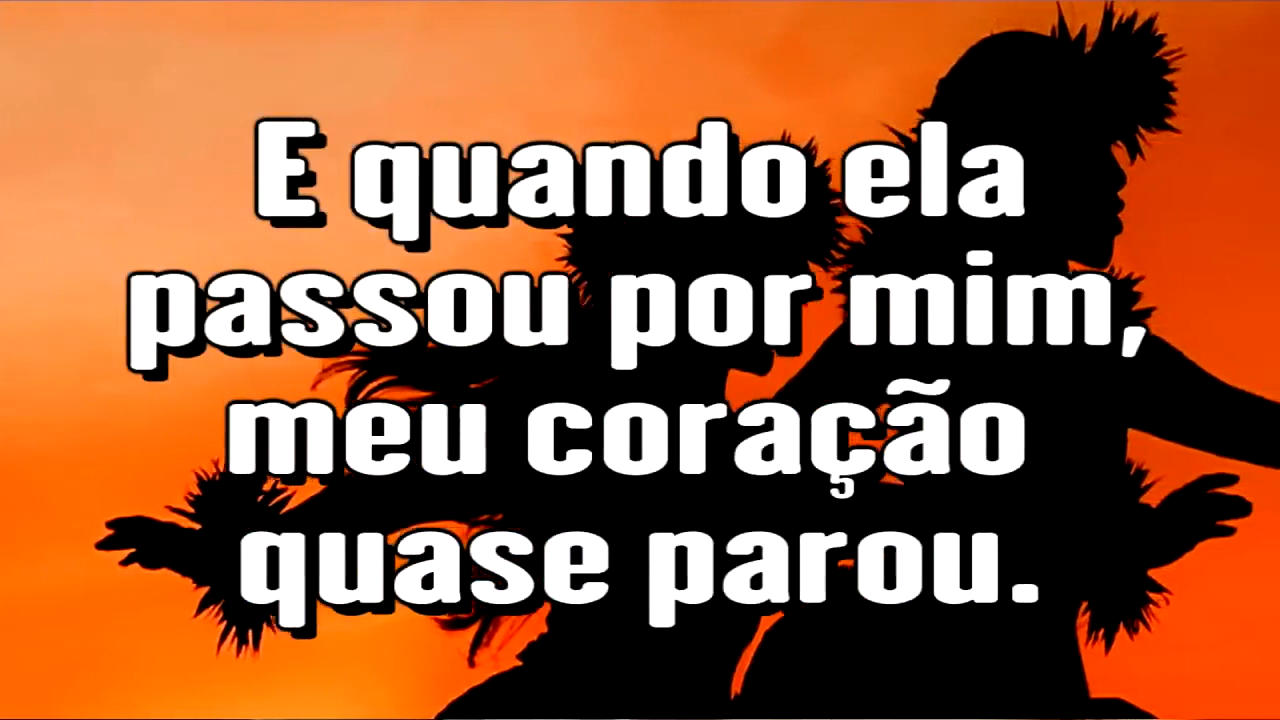 E quando ela
passou por mim,
meu coração
quase parou.